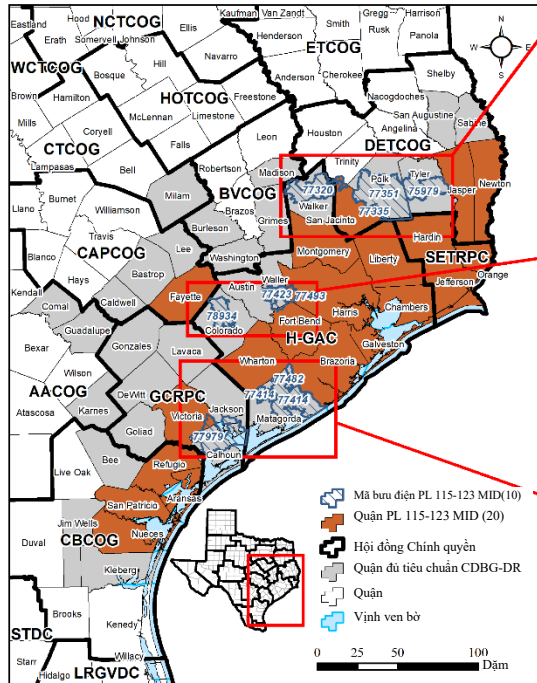 NCTCOG
Hood
Johnson
Ellis
Kaufman
Van Zandt
Smith
Gregg
Harrison
Eastland
Erath
Somervell
Henderson
Rusk
Panola
ETCOG
Navarro
Hill
Bosque
WCTCOG
Anderson
Cherokee
Shelby
Freestone
HOTCOG
Nacogdoches
Brown
Hamilton
McLennan
Limestone
San Augustine
Sabine
Mills
Coryell
Falls
Leon
Houston
Angelina
DETCOG
CTCOG
Lampasas
Bell
Robertson
Madison
Trinity
Polk
Tyler
Jasper
Newton
Milam
BVCOG
Brazos
Grimes
Walker
77320
77351
75979
77335
San Jacinto
Llano
Burnet
Williamson
Burleson
Hardin
Travis
Washington
Montgomery
Liberty
SETRPC
Orange
Jefferson
Blanco
CAPCOG
Lee
Bastrop
Hays
Kendall
Comal
Caldwell
Fayette
Austin
Waller
77423
77493
Harris
Chambers
Guadalupe
78934
Colorado
Fort Bend
Galveston
H-GAC
Bexar
Gonzales
Lavaca
Wharton
Brazoria
Wilson
AACOG
Atascosa
Karnes
DeWitt
GCRPC
Jackson
77482
77414
77414
Matagorda
Victoria
Goliad
77979
Calhoun
Bee
Live Oak
Refugio
Aransas
San Patricio
Jim Wells
Nueces
Duval
CBCOG
Kleberg
Brooks
Kenedy
STDC
Willacy
Starr
Hidalgo
LRGVDC
N
W
E
S
Mã bưu điện PL 115-123 MID(10)
Quận PL 115-123 MID (20)
Hội đồng Chính quyền
Quận đủ tiêu chuẩn CDBG-DR
Quận
Vịnh ven bờ
0 25 50 100
Dặm